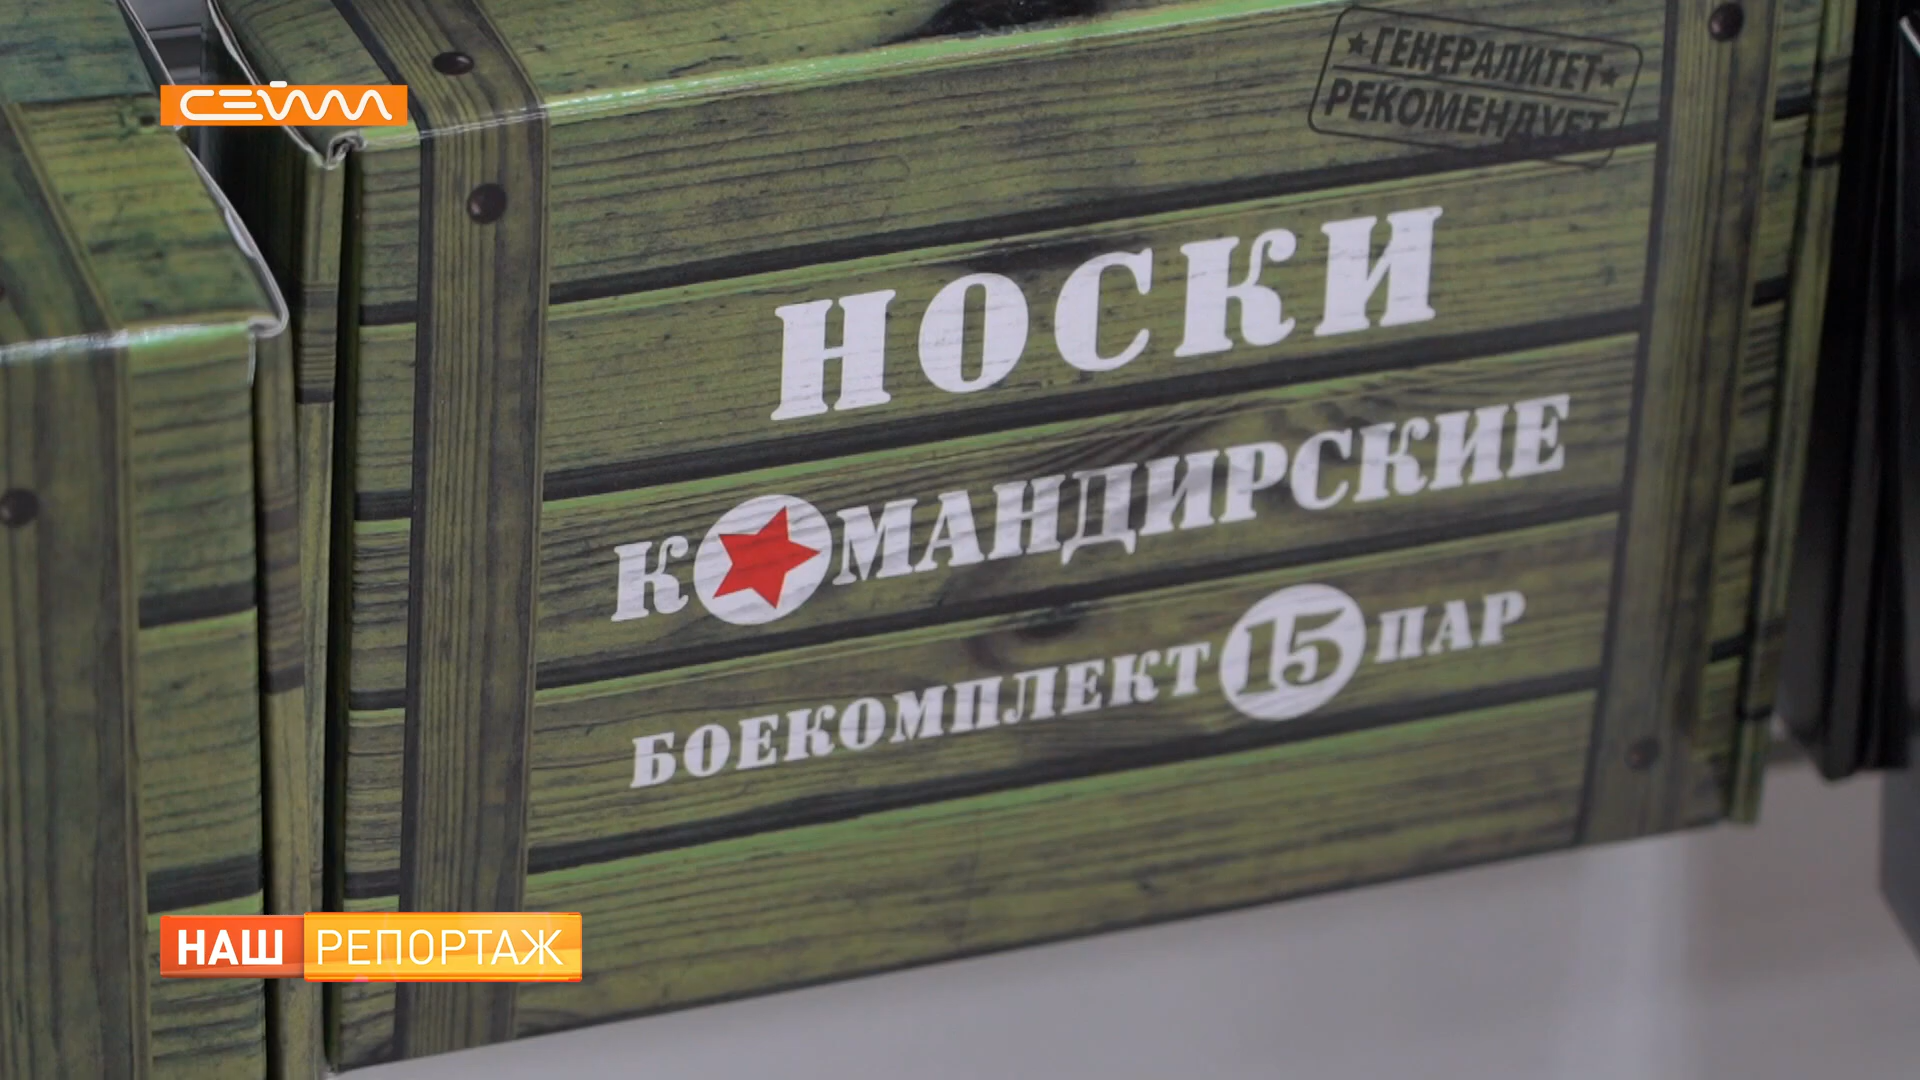 СЕЙМ
ГЕНЕРАЛИТЕТ
РЕКОМЕНДУЕТ
НОСКИ
КОМАНДИРСКИЕ
БОЕКОМПЛЕКТ 15 ПАР
НАШ РЕПОРТАЖ